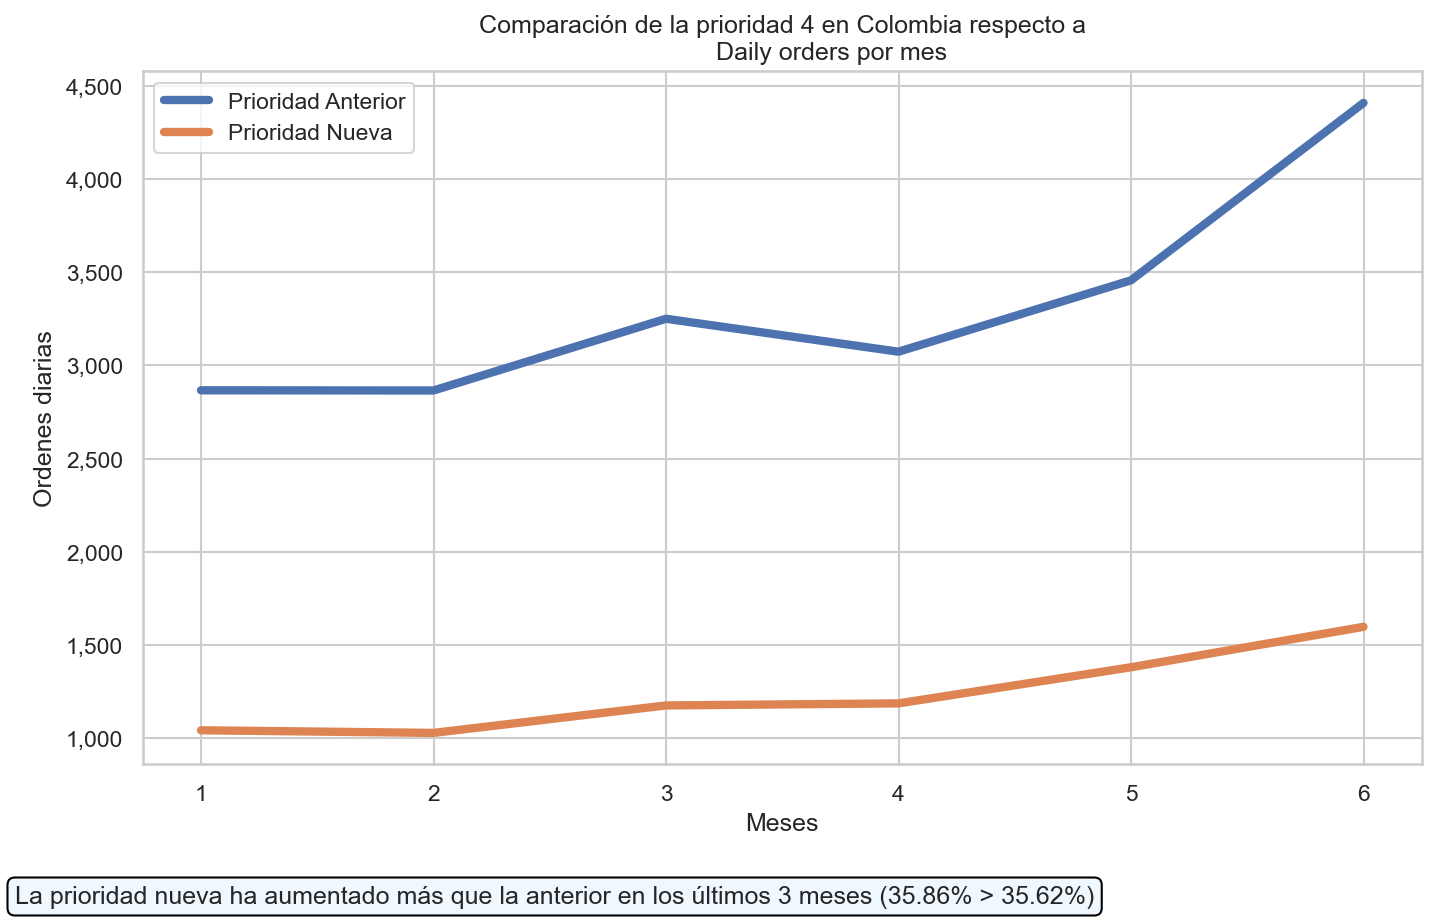 Comparación de la prioridad 4 en Colombia respecto a
Daily orders por mes
Prioridad Anterior
Prioridad Nueva
4,500
4,000
3,500
3,000
2,500
2,000
1,500
1,000
Ordenes diarias
1 2 3 4 5 6
Meses
La prioridad nueva ha aumentado más que la anterior en los últimos 3 meses (35.86% > 35.62%)